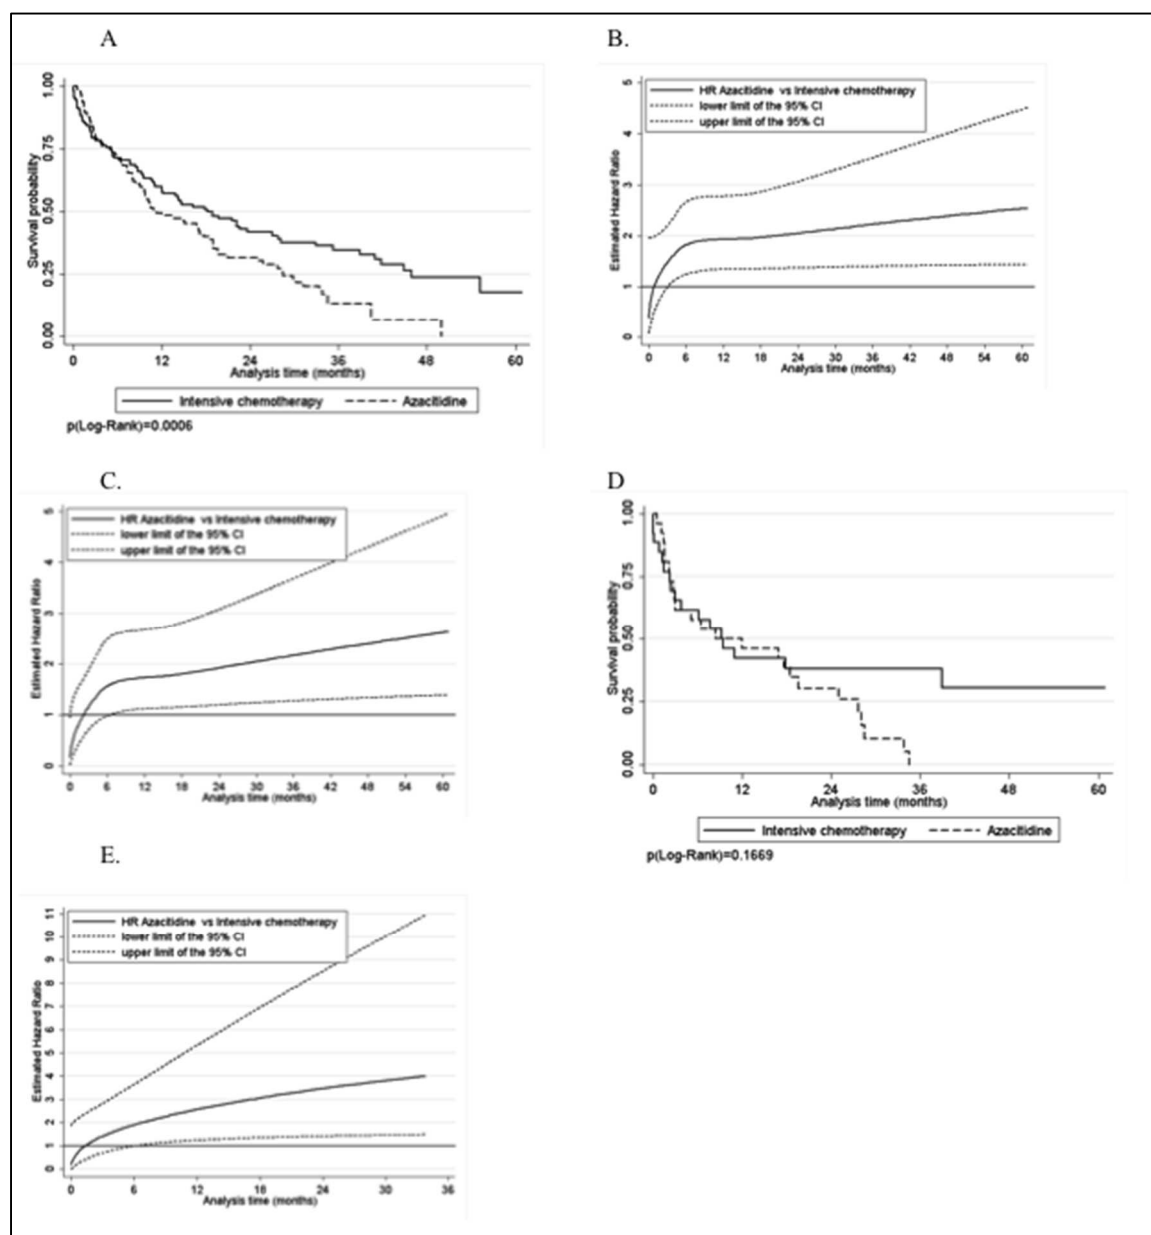 A
B.
1.00
0.75
0.50
0.25
0.00
Survival probability
0 12 24 36 48 60
Analysis time (months)
Intensive chemotherapy Azacitidine
p(Log-Rank)=0.0006
HR Azacitidine vs Intensive chemotherapy
lower limit of the 95% CI
upper limit of the 95% CI
5
4
3
2
1
0
Estimated Hazard Ratio
0 6 12 18 24 30 36 42 48 54 60
Analysis time (months)
C.
D
HR Azacitidine vs Intensive chemotherapy
lower limit of the 95% CI
upper limit of the 95% CI
5
4
3
2
1
0
Estimated Hazard Ratio
0 6 12 18 24 30 36 42 48 54 60
Analysis time (months)
1.00
0.75
0.50
0.25
0.00
Survival probability
0 12 24 36 48 60
Analysis time (months)
Intensive chemotherapy Azacitidine
p(Log-Rank)=0.1669
E.
HR Azacitidine vs Intensive chemotherapy
lower limit of the 95% CI
upper limit of the 95% CI
11
10
9
8
7
6
5
4
3
2
1
0
Estimated Hazard Ratio
0 6 12 18 24 30 36
Analysis time (months)